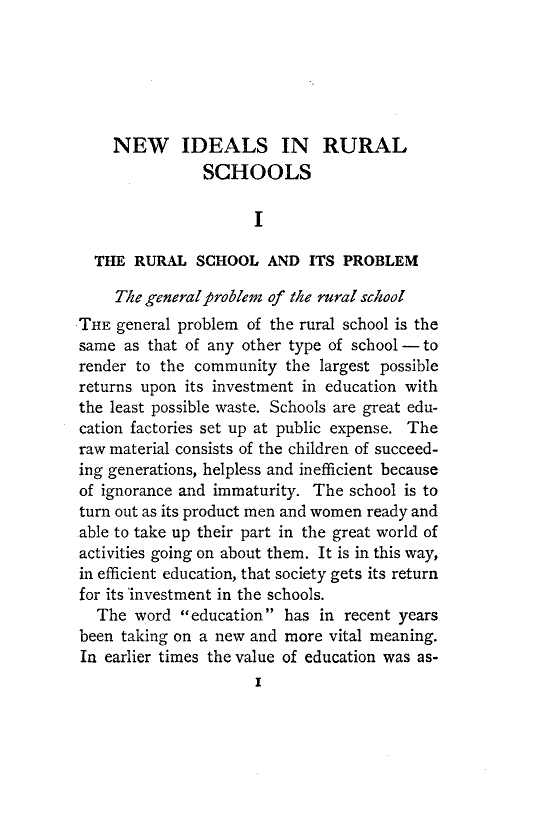 NEW IDEALS IN RURAL
SCHOOLS
I
THE RURAL SCHOOL AND ITS PROBLEM
The general problem of the rural school
THE general problem of the rural school is the
same as that of any other type of school — to
render to the community the largest possible
returns upon its investment in education with
the least possible waste. Schools are great edu-
cation factories set up at public expense. The
raw material consists of the children of succeed-
ing generations, helpless and inefficient because
of ignorance and immaturity. The school is to
turn out as its product men and women ready and
able to take up their part in the great world of
activities going on about them. It is in this way,
in efficient education, that society gets its return
for its investment in the schools.
The word "education" has in recent years
been taking on a new and more vital meaning.
In earlier times the value of education was as-
I